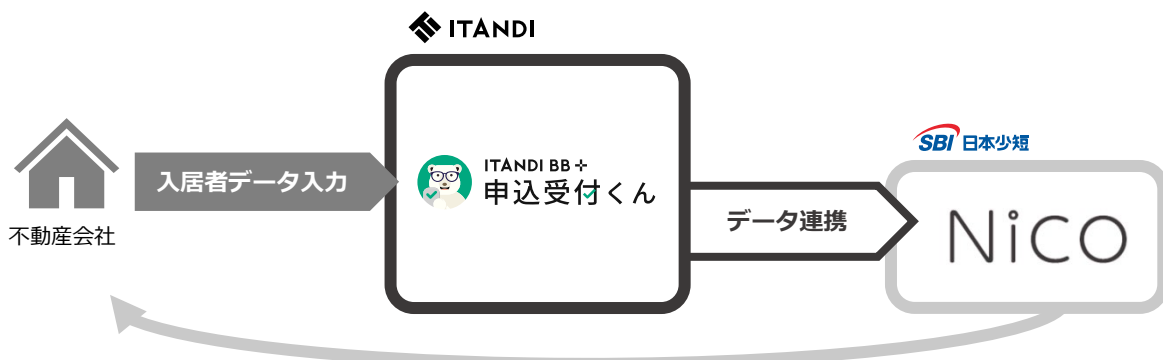 ITANDI
SBI 日本少短
入居者データ入力
ITANDI BB +
申込受付くん
データ連携
Nico
不動産会社